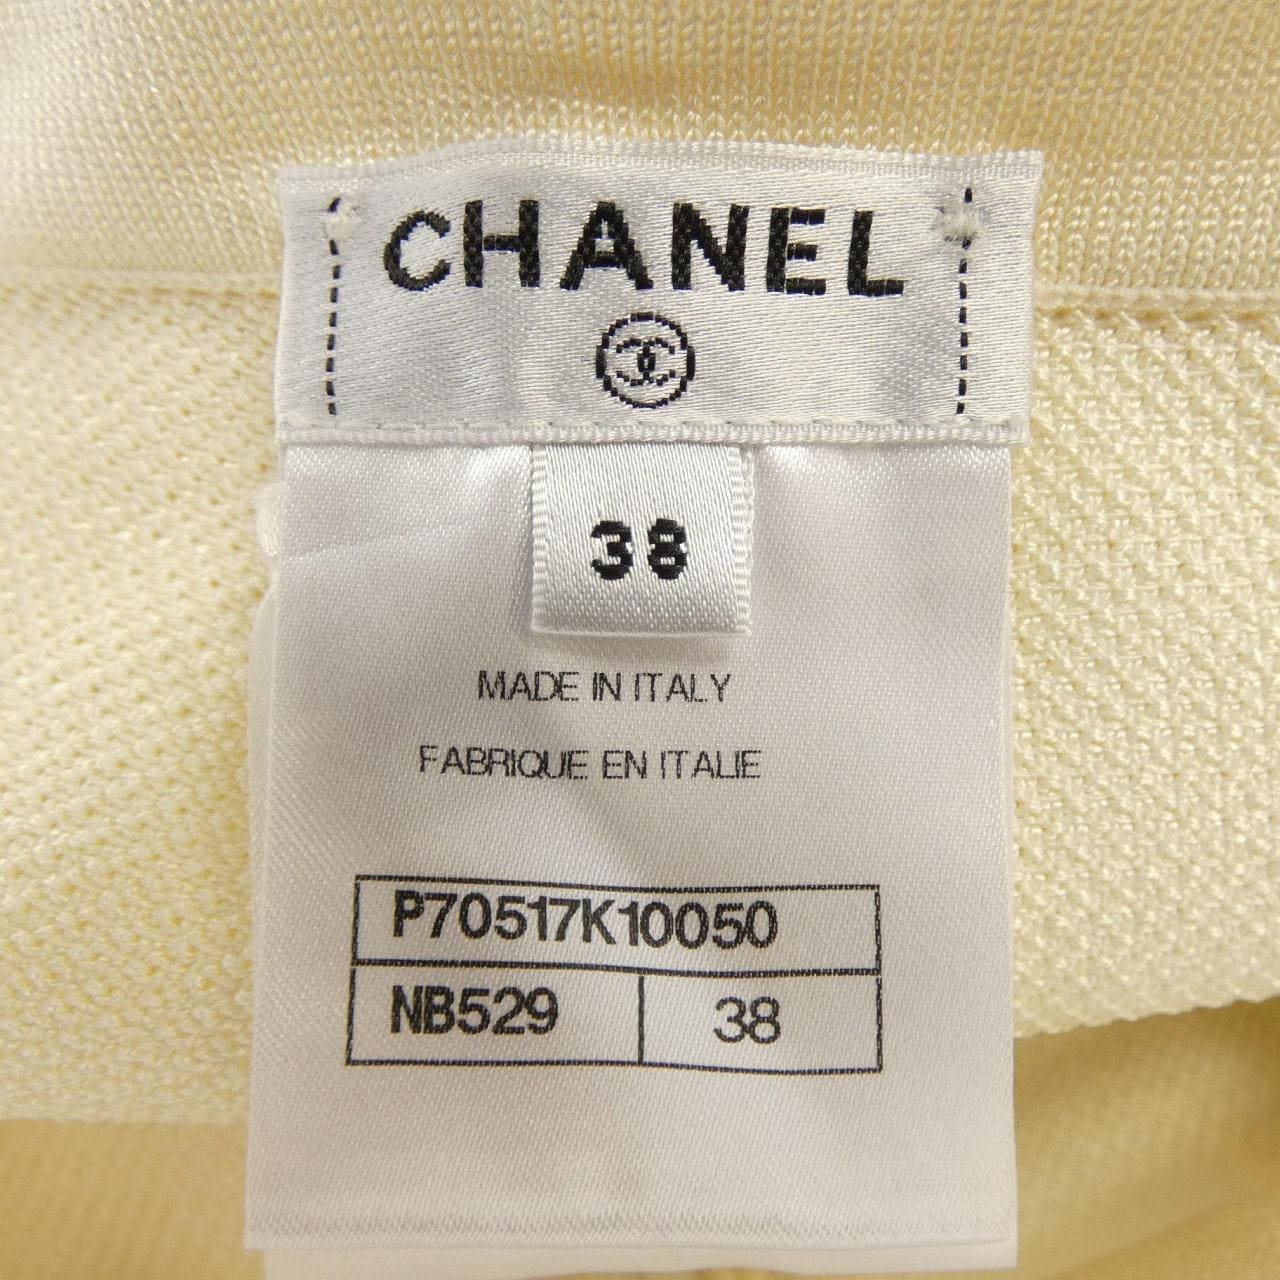 CHANEL
38
MADE IN ITALY
FABRIQUE EN ITALIE
P70517K10050
NB529 38